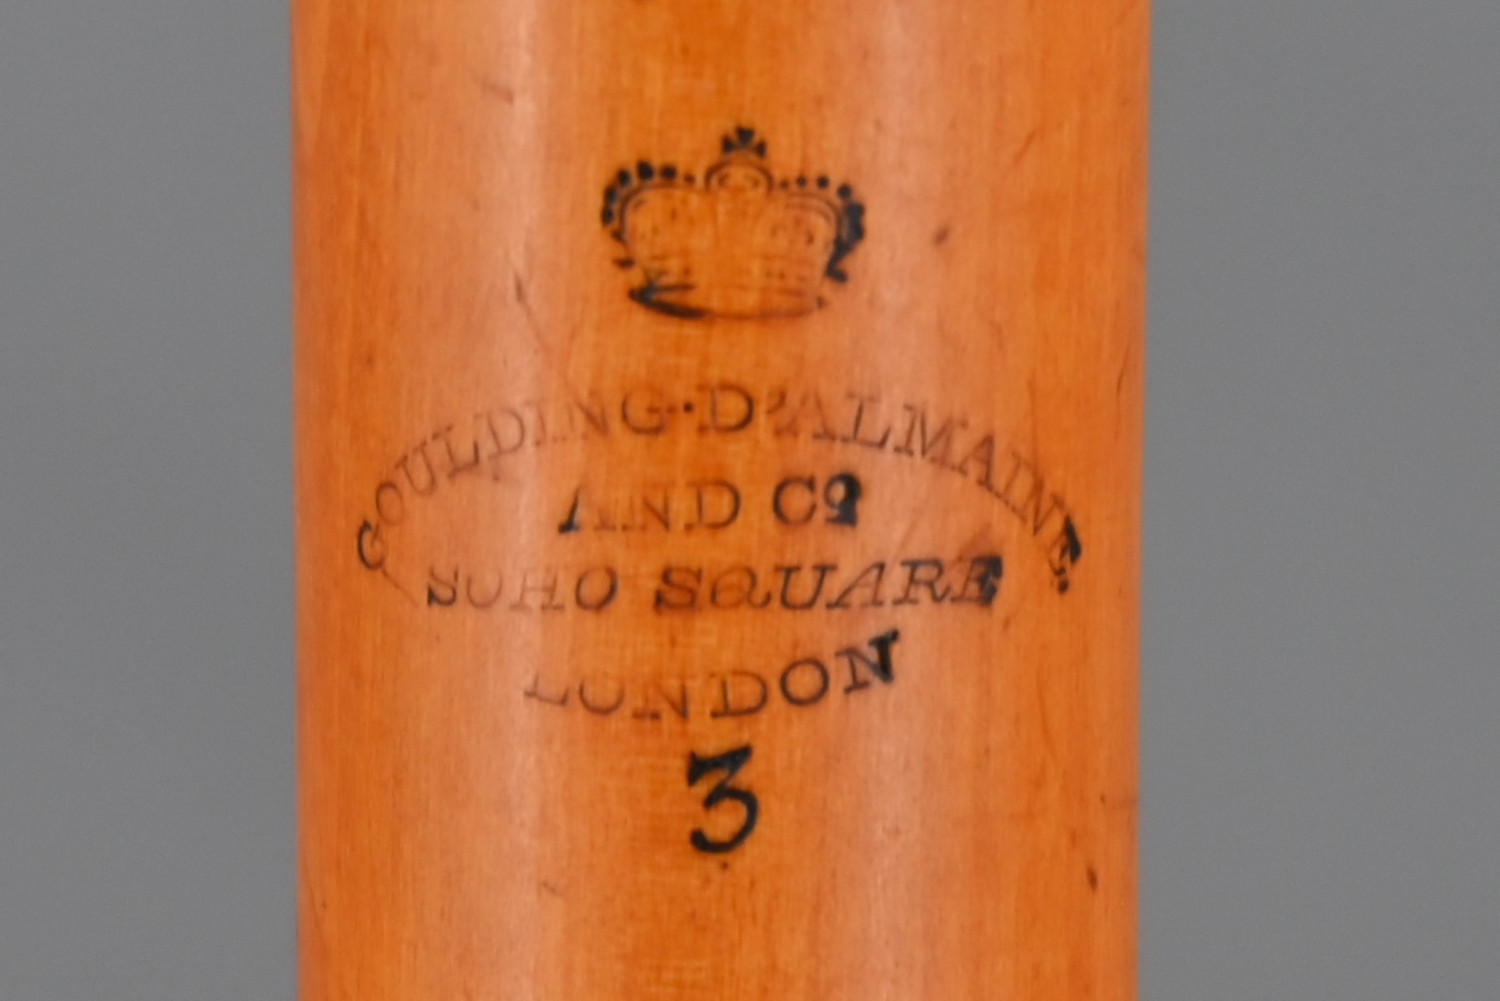 GOULDING·D'ALMAINE.
AND Cº
SOHO SQUARE
LONDON
3